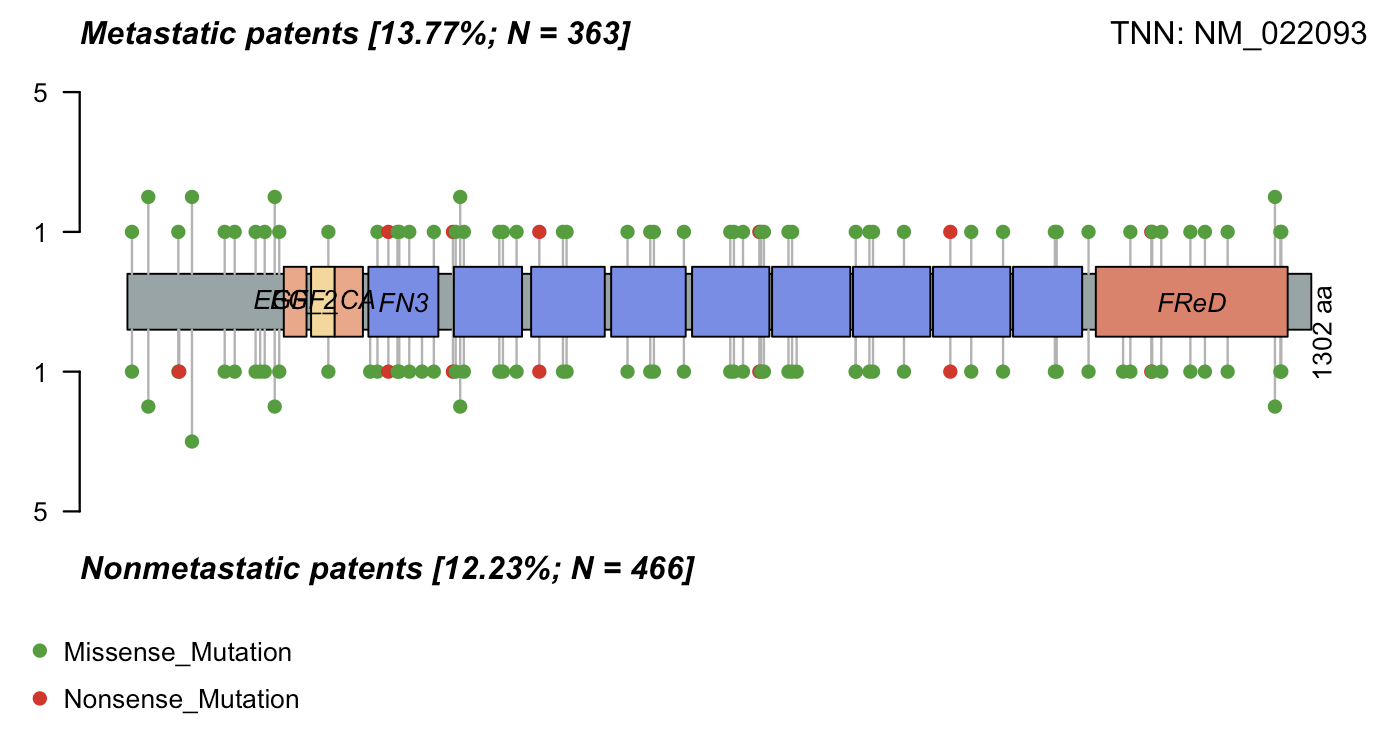 Metastatic patents [13.77%; N = 363]
TNN: NM_022093
5
1
EGF_CA
FN3
FReD
1302 aa
1
5
Nonmetastatic patents [12.23%; N = 466]
Missense_Mutation
Nonsense_Mutation